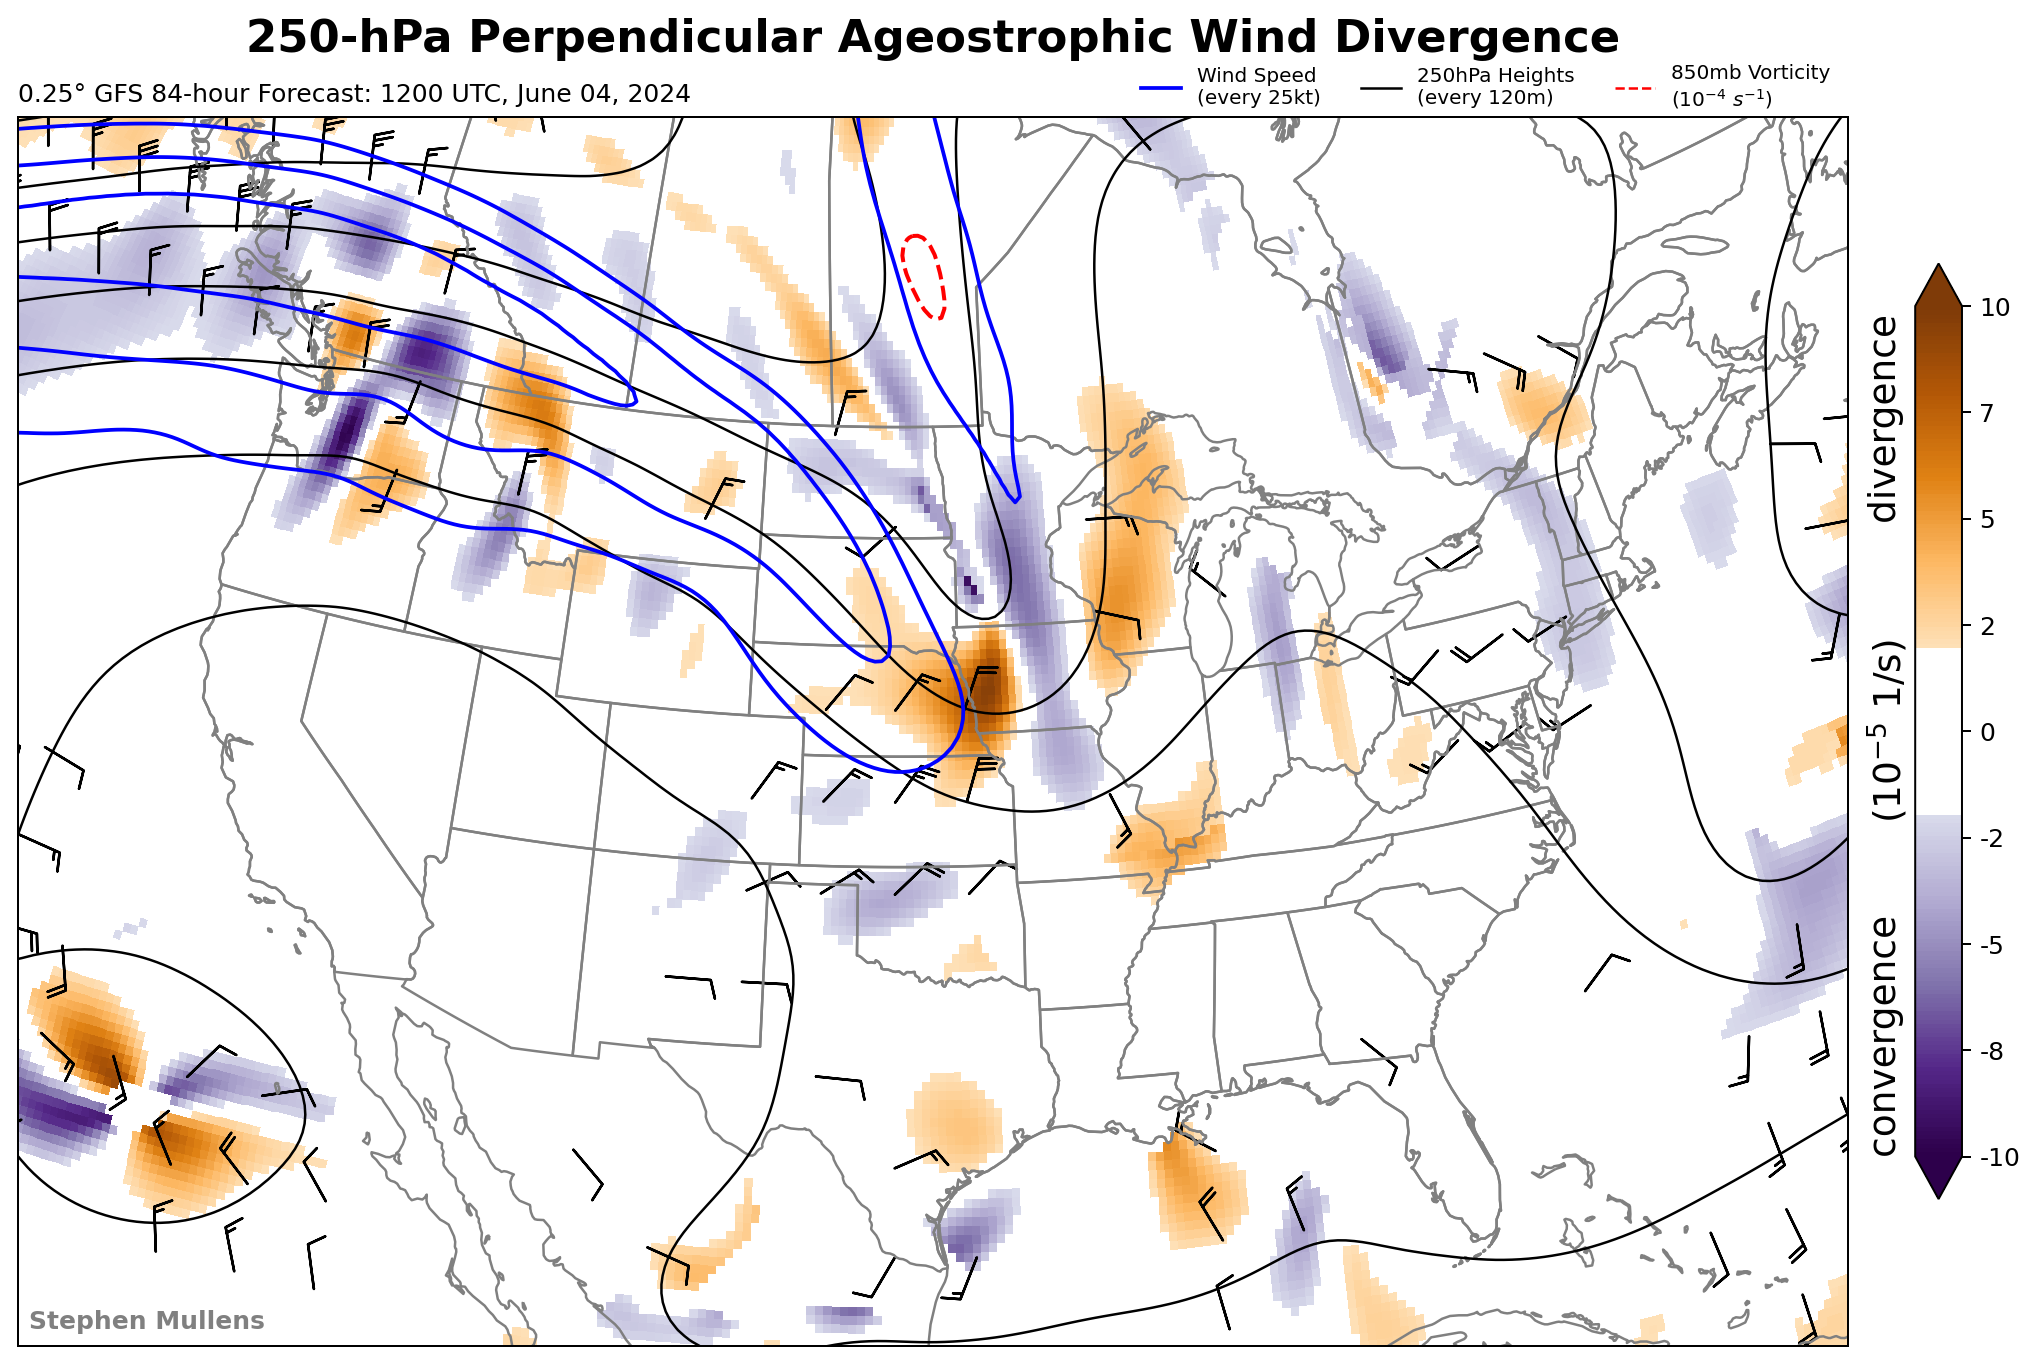 250-hPa Perpendicular Ageostrophic Wind Divergence
0.25° GFS 84-hour Forecast: 1200 UTC, June 04, 2024
Wind Speed
(every 25kt)
250hPa Heights
(every 120m)
850mb Vorticity
(10⁻⁴ s⁻¹)
10
7
5
2
0
-2
-5
-8
-10
convergence (10⁻⁵ 1/s) divergence
Stephen Mullens